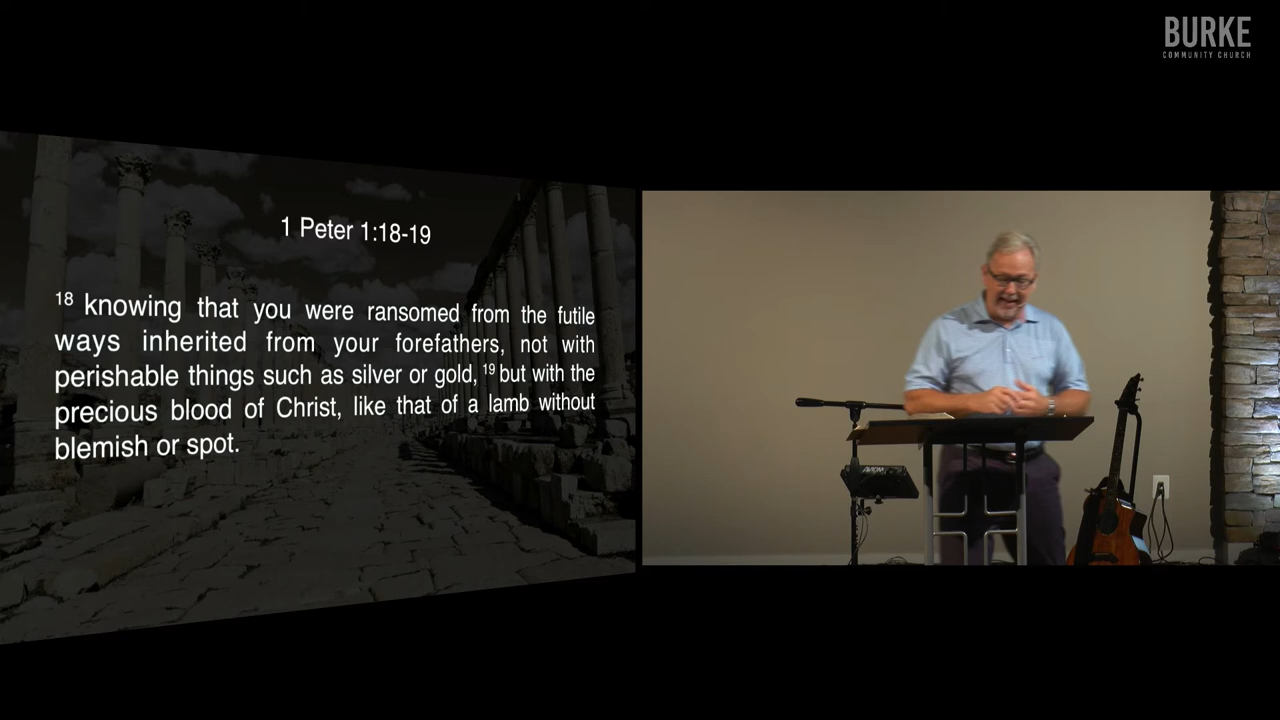 BURKE
COMMUNITY CHURCH
1 Peter 1:18-19
18 knowing that you were ransomed from the futile
ways inherited from your forefathers, not with
perishable things such as silver or gold, 19 but with the
precious blood of Christ, like that of a lamb without
blemish or spot.
AVIOM